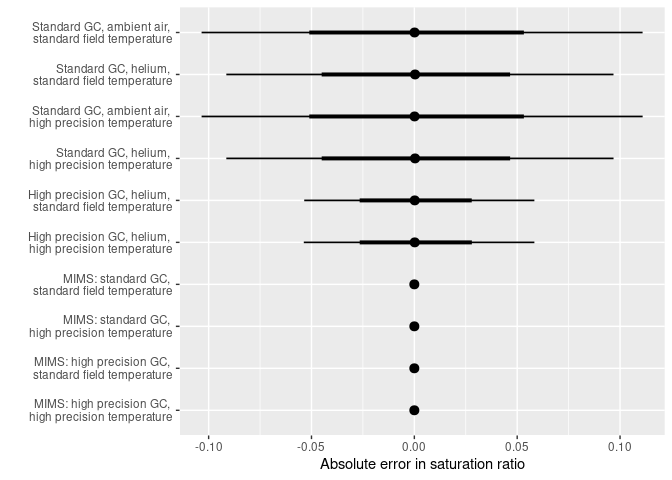 Standard GC, ambient air,
standard field temperature
Standard GC, helium,
standard field temperature
Standard GC, ambient air,
high precision temperature
Standard GC, helium,
high precision temperature
High precision GC, helium,
standard field temperature
High precision GC, helium,
high precision temperature
MIMS: standard GC,
standard field temperature
MIMS: standard GC,
high precision temperature
MIMS: high precision GC,
standard field temperature
MIMS: high precision GC,
high precision temperature
-0.10 -0.05 0.00 0.05 0.10
Absolute error in saturation ratio